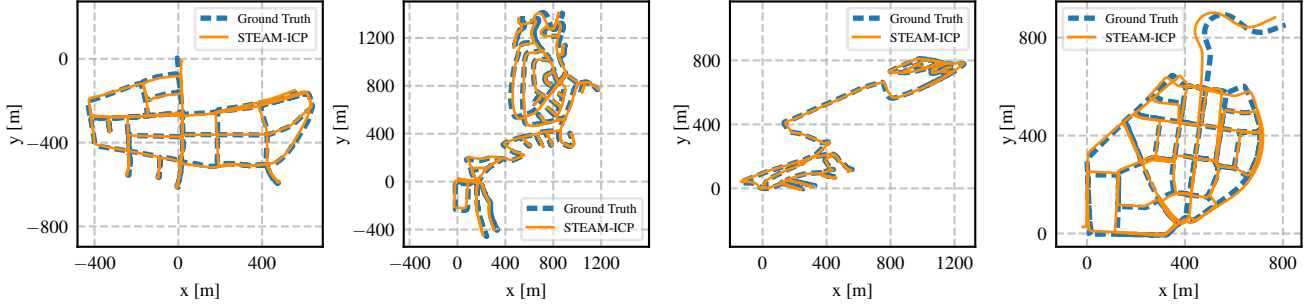 Ground Truth
STEAM-ICP
0
−400
−800
y [m]
−400 0 400
x [m]
1200
800
400
0
−400
y [m]
Ground Truth
STEAM-ICP
0 400 800 1200
x [m]
Ground Truth
STEAM-ICP
800
400
0
y [m]
0 400 800 1200
x [m]
Ground Truth
STEAM-ICP
800
400
0
y [m]
0 400 800
x [m]